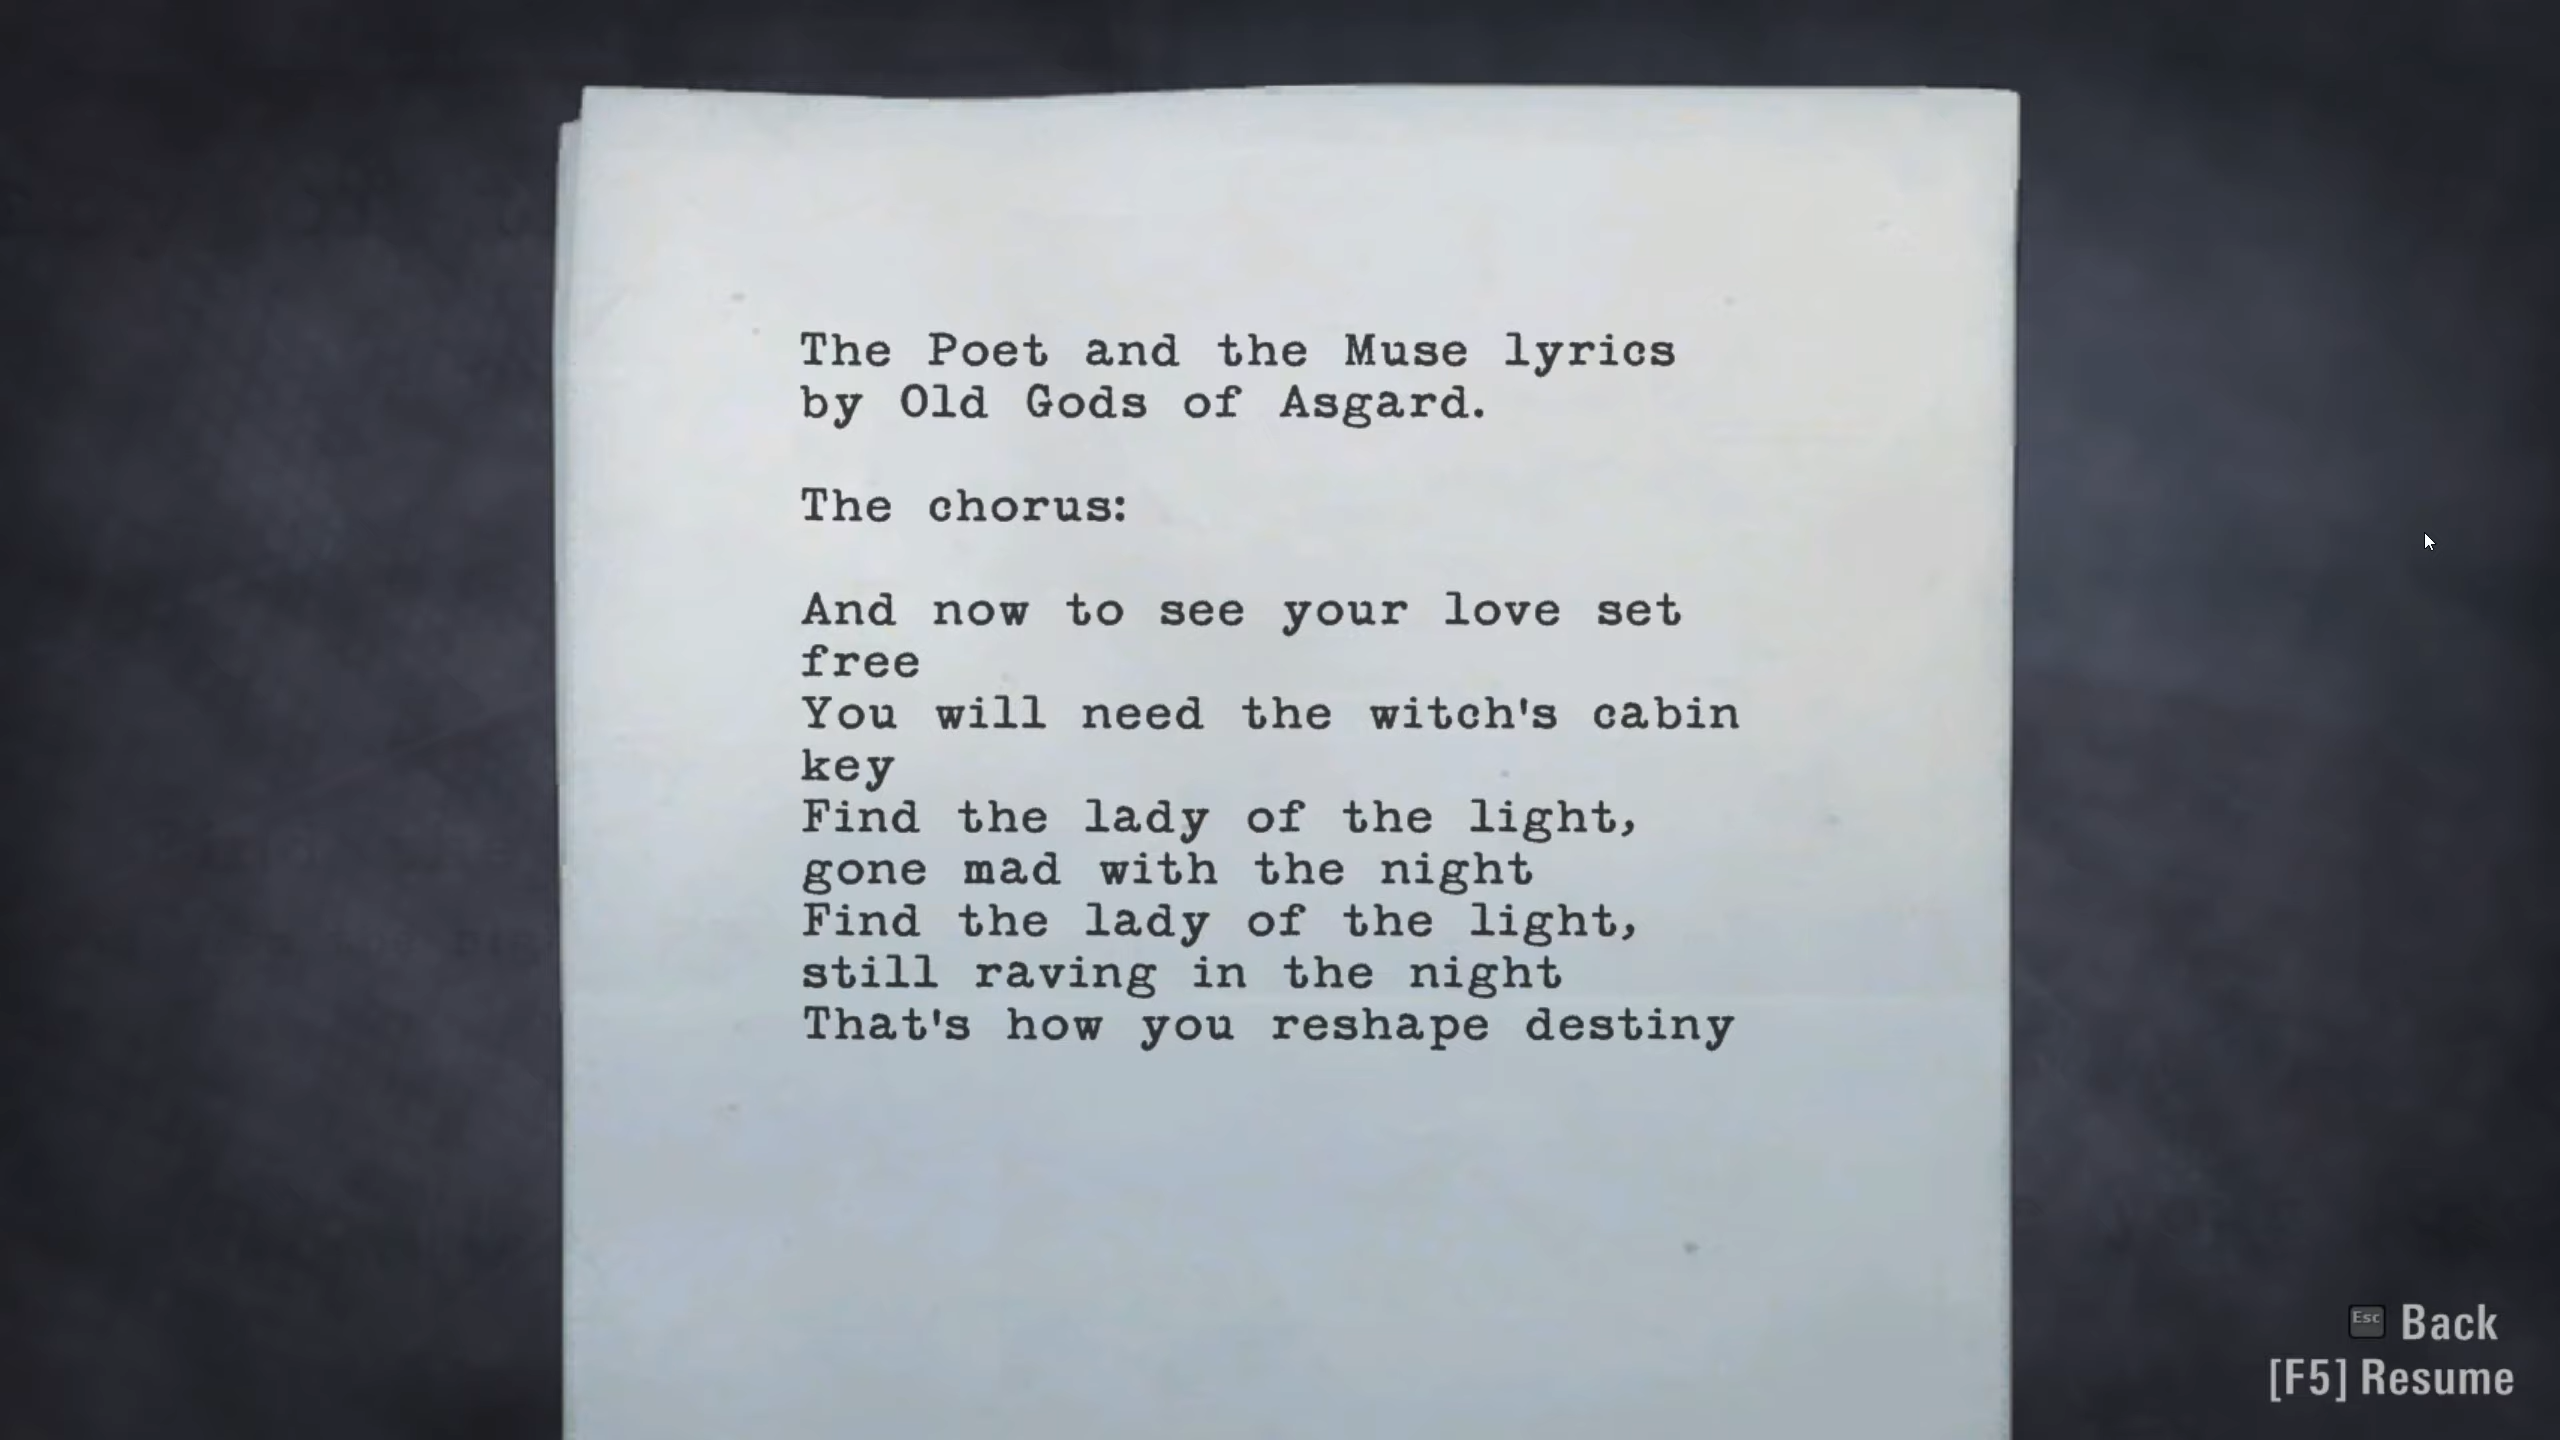 The Poet and the Muse lyrics
by Old Gods of Asgard.
The chorus:
And now to see your love set
free
You will need the witch's cabin
key
Find the lady of the light,
gone mad with the night
Find the lady of the light,
still raving in the night
That's how you reshape destiny
Esc Back
[F5] Resume